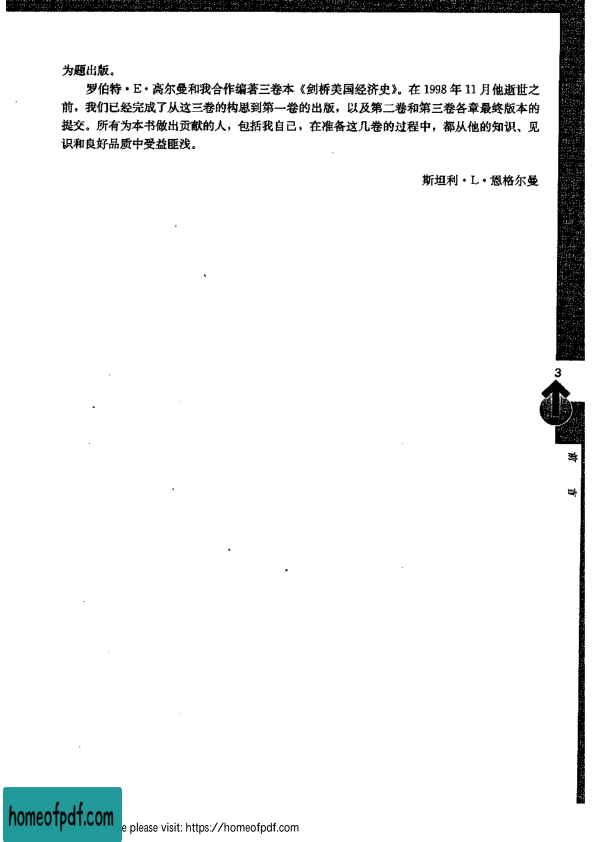 为题出版。
罗伯特·E·高尔曼和我合作编著三卷本《剑桥美国经济史》。在 1998 年 11 月他逝世之
前，我们已经完成了从这三卷的构思到第一卷的出版，以及第二卷和第三卷各章最终版本的
提交。所有为本书做出贡献的人，包括我自己，在准备这几卷的过程中，都从他的知识、见
识和良好品质中受益匪浅。
斯坦利·L·恩格尔曼
3
前
言
homeofpdf.com
e please visit: https://homeofpdf.com